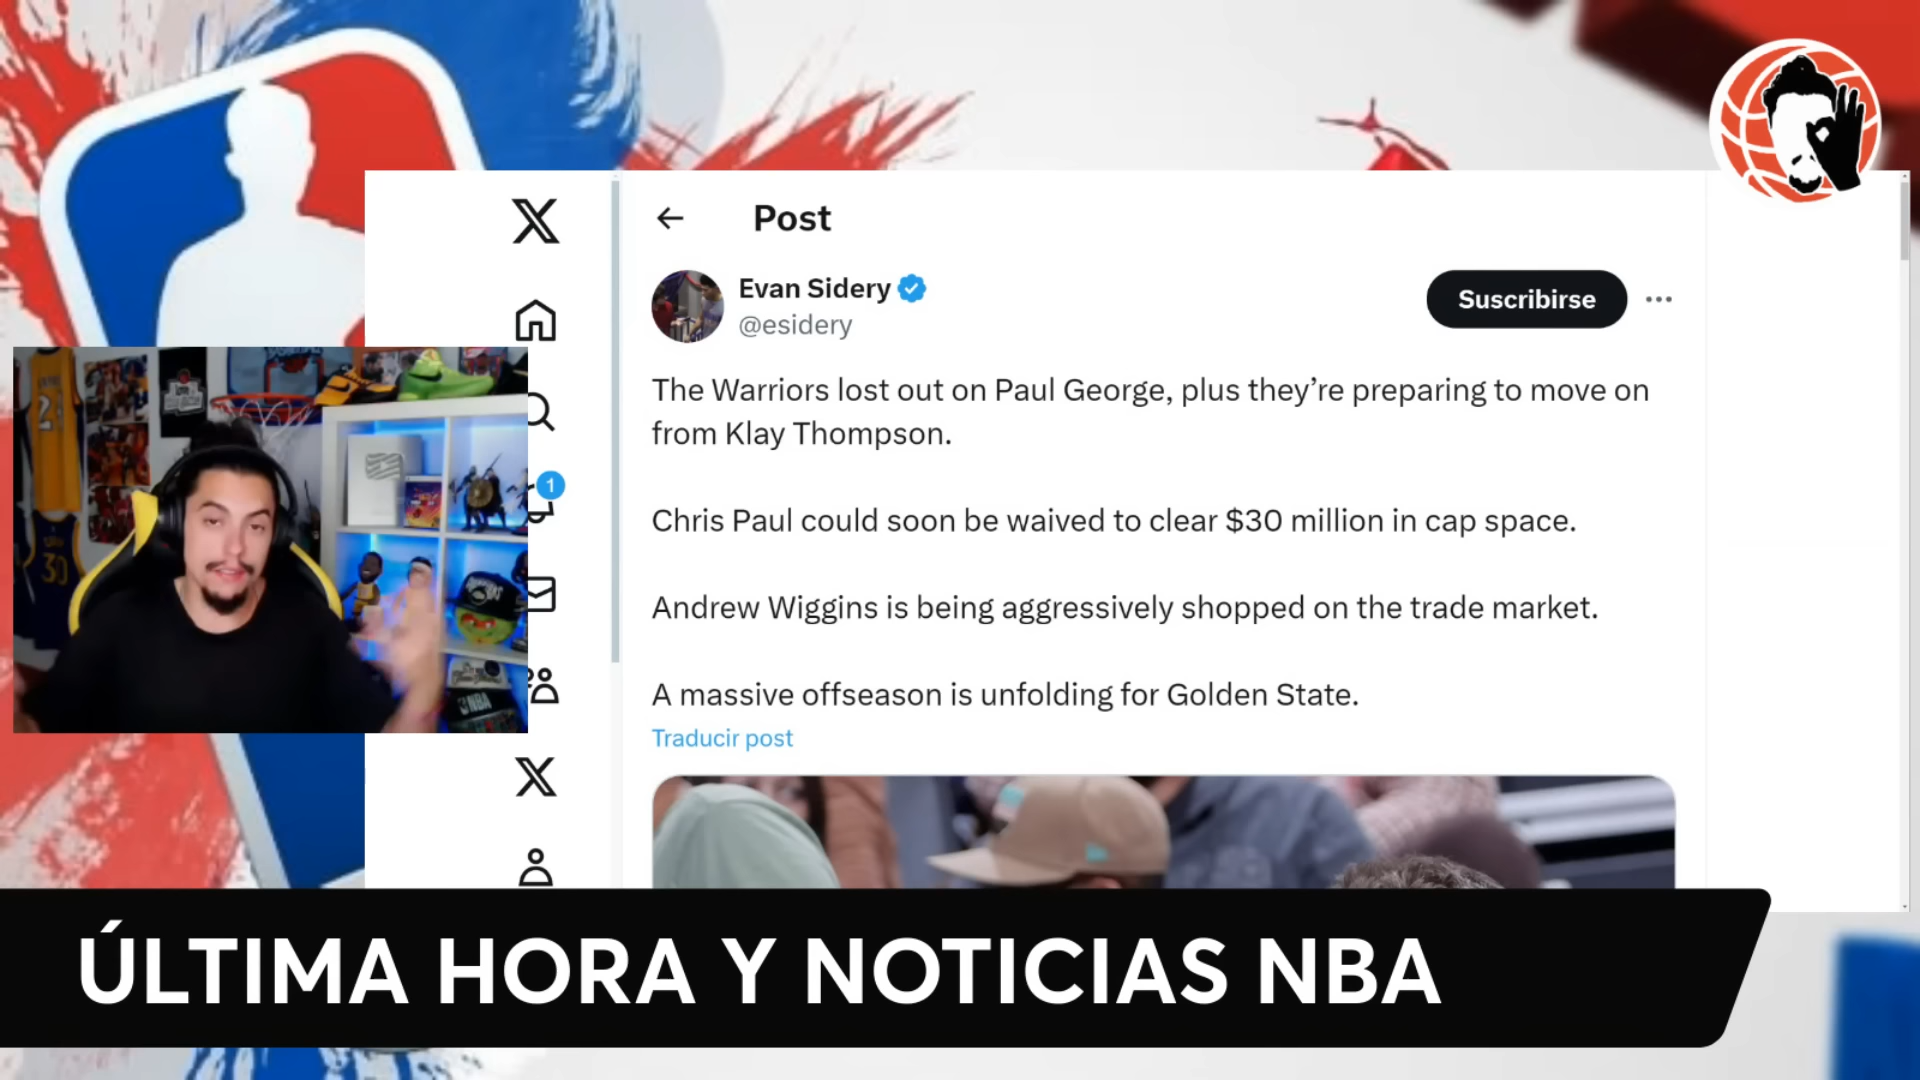 Post
Evan Sidery
@esidery
Suscribirse
The Warriors lost out on Paul George, plus they’re preparing to move on
from Klay Thompson.
Chris Paul could soon be waived to clear $30 million in cap space.
Andrew Wiggins is being aggressively shopped on the trade market.
A massive offseason is unfolding for Golden State.
Traducir post
1
30
NBA
ÚLTIMA HORA Y NOTICIAS NBA